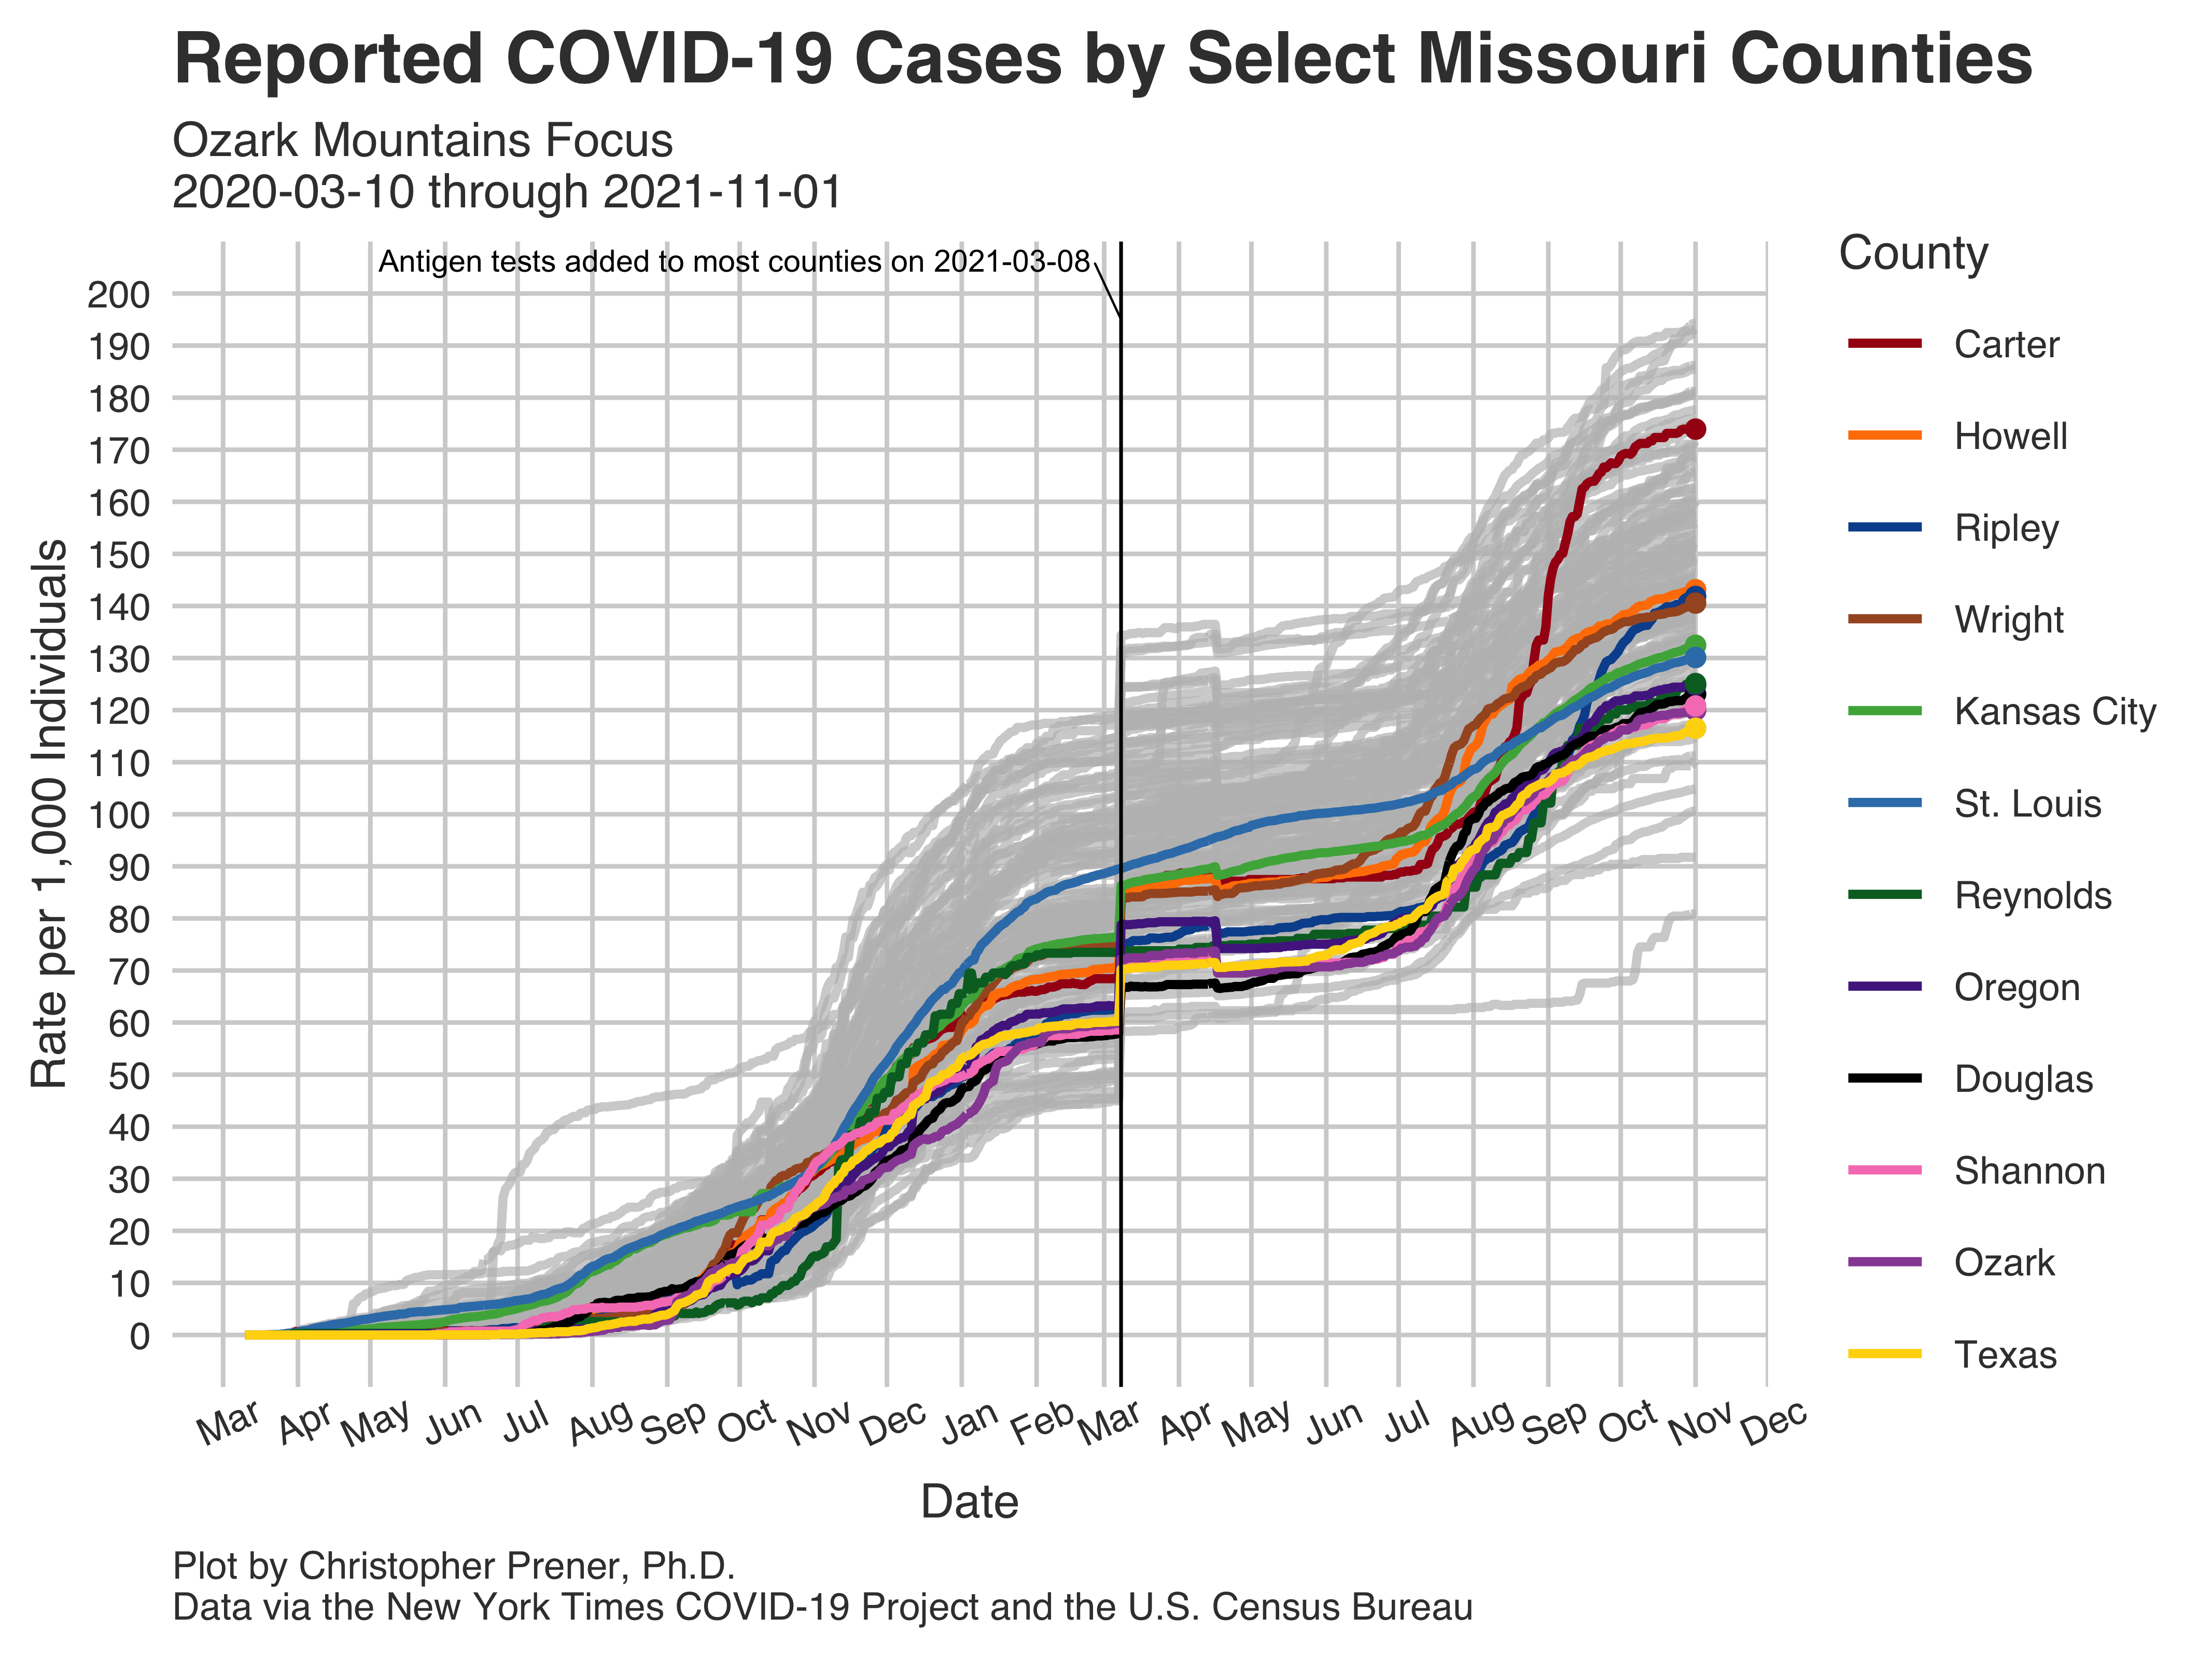 Reported COVID-19 Cases by Select Missouri Counties
Ozark Mountains Focus
2020-03-10 through 2021-11-01
Antigen tests added to most counties on 2021-03-08
Rate per 1,000 Individuals
200
190
180
170
160
150
140
130
120
110
100
90
80
70
60
50
40
30
20
10
0
Mar Apr May Jun Jul Aug Sep Oct Nov Dec Jan Feb Mar Apr May Jun Jul Aug Sep Oct Nov Dec
Date
County
Carter
Howell
Ripley
Wright
Kansas City
St. Louis
Reynolds
Oregon
Douglas
Shannon
Ozark
Texas
Plot by Christopher Prener, Ph.D.
Data via the New York Times COVID-19 Project and the U.S. Census Bureau